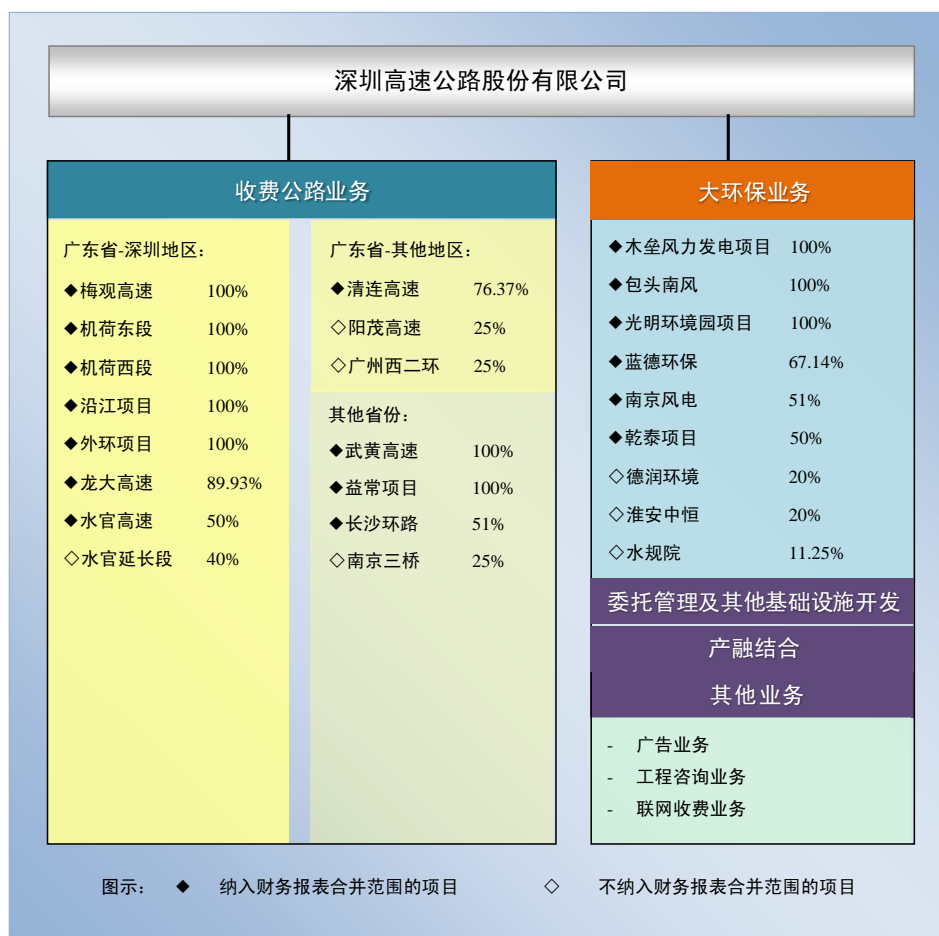 深圳高速公路股份有限公司
收费公路业务
广东省-深圳地区:
◆梅观高速 100%
◆机荷东段 100%
◆机荷西段 100%
◆沿江项目 100%
◆外环项目 100%
◆龙大高速 89.93%
◆水官高速 50%
◇水官延长段 40%
广东省-其他地区:
◆清连高速 76.37%
◇阳茂高速 25%
◇广州西二环 25%
其他省份:
◆武黄高速 100%
◆益常项目 100%
◆长沙环路 51%
◇南京三桥 25%
大环保业务
◆木垒风力发电项目 100%
◆包头南风 100%
◆光明环境园项目 100%
◆蓝德环保 67.14%
◆南京风电 51%
◆乾泰项目 50%
◇德润环境 20%
◇淮安中恒 20%
◇水规院 11.25%
委托管理及其他基础设施开发
产融结合
其他业务
- 广告业务
- 工程咨询业务
- 联网收费业务
图示: ◆ 纳入财务报表合并范围的项目 ◇ 不纳入财务报表合并范围的项目